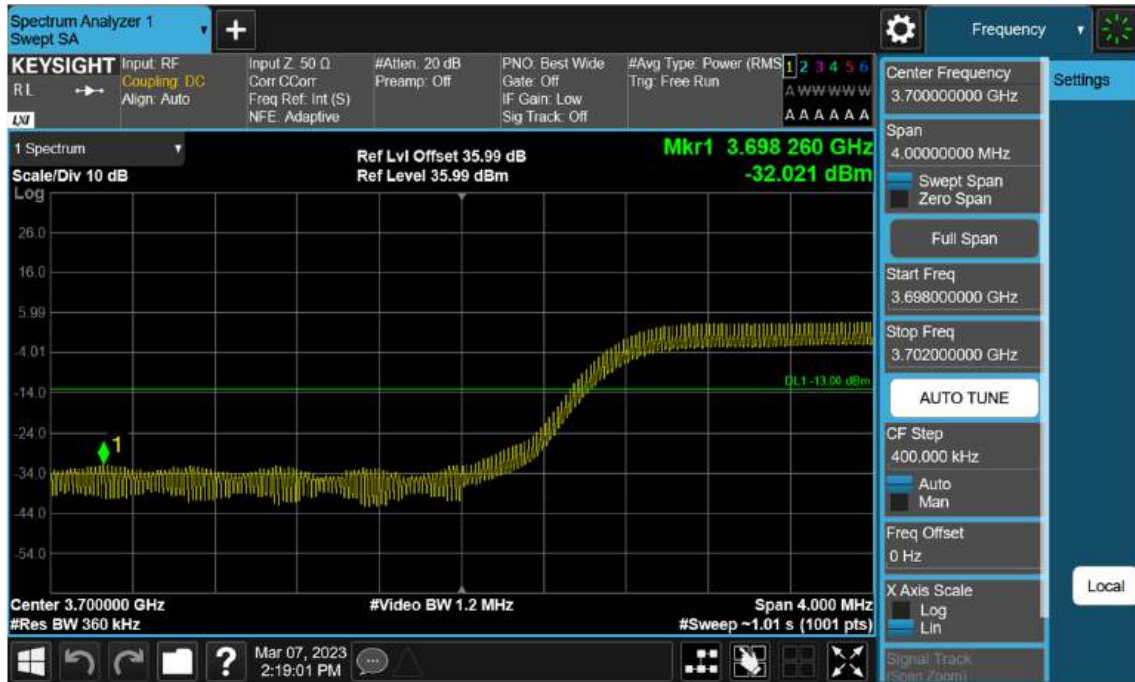 Spectrum Analyzer 1
Swept SA
+
Frequency
KEYSIGHT
RL
LXI
Input: RF
Coupling: DC
Align: Auto
Input Z: 50 Ω
Corr CCorr
Freq Ref: Int (S)
NFE: Adaptive
#Atten: 20 dB
Preamp: Off
PNO: Best Wide
Gate: Off
IF Gain: Low
Sig Track: Off
#Avg Type: Power (RMS
Trig: Free Run
1 2 3 4 5 6
A W W W W W
A A A A A A
1 Spectrum
Scale/Div 10 dB
Log
Ref Lvl Offset 35.99 dB
Ref Level 35.99 dBm
Mkr1 3.698 260 GHz
-32.021 dBm
26.0
16.0
5.99
-4.01
DL1 -13.00 dBm
-14.0
-24.0
1
-34.0
-44.0
-54.0
Center 3.700000 GHz
#Video BW 1.2 MHz
Span 4.000 MHz
#Res BW 360 kHz
#Sweep ~1.01 s (1001 pts)
Center Frequency
3.700000000 GHz
Span
4.00000000 MHz
Swept Span
Zero Span
Full Span
Start Freq
3.698000000 GHz
Stop Freq
3.702000000 GHz
AUTO TUNE
CF Step
400.000 kHz
Auto
Man
Freq Offset
0 Hz
X Axis Scale
Log
Lin
Signal Track
(Span Zoom)
Settings
Local
?
Mar 07, 2023
2:19:01 PM